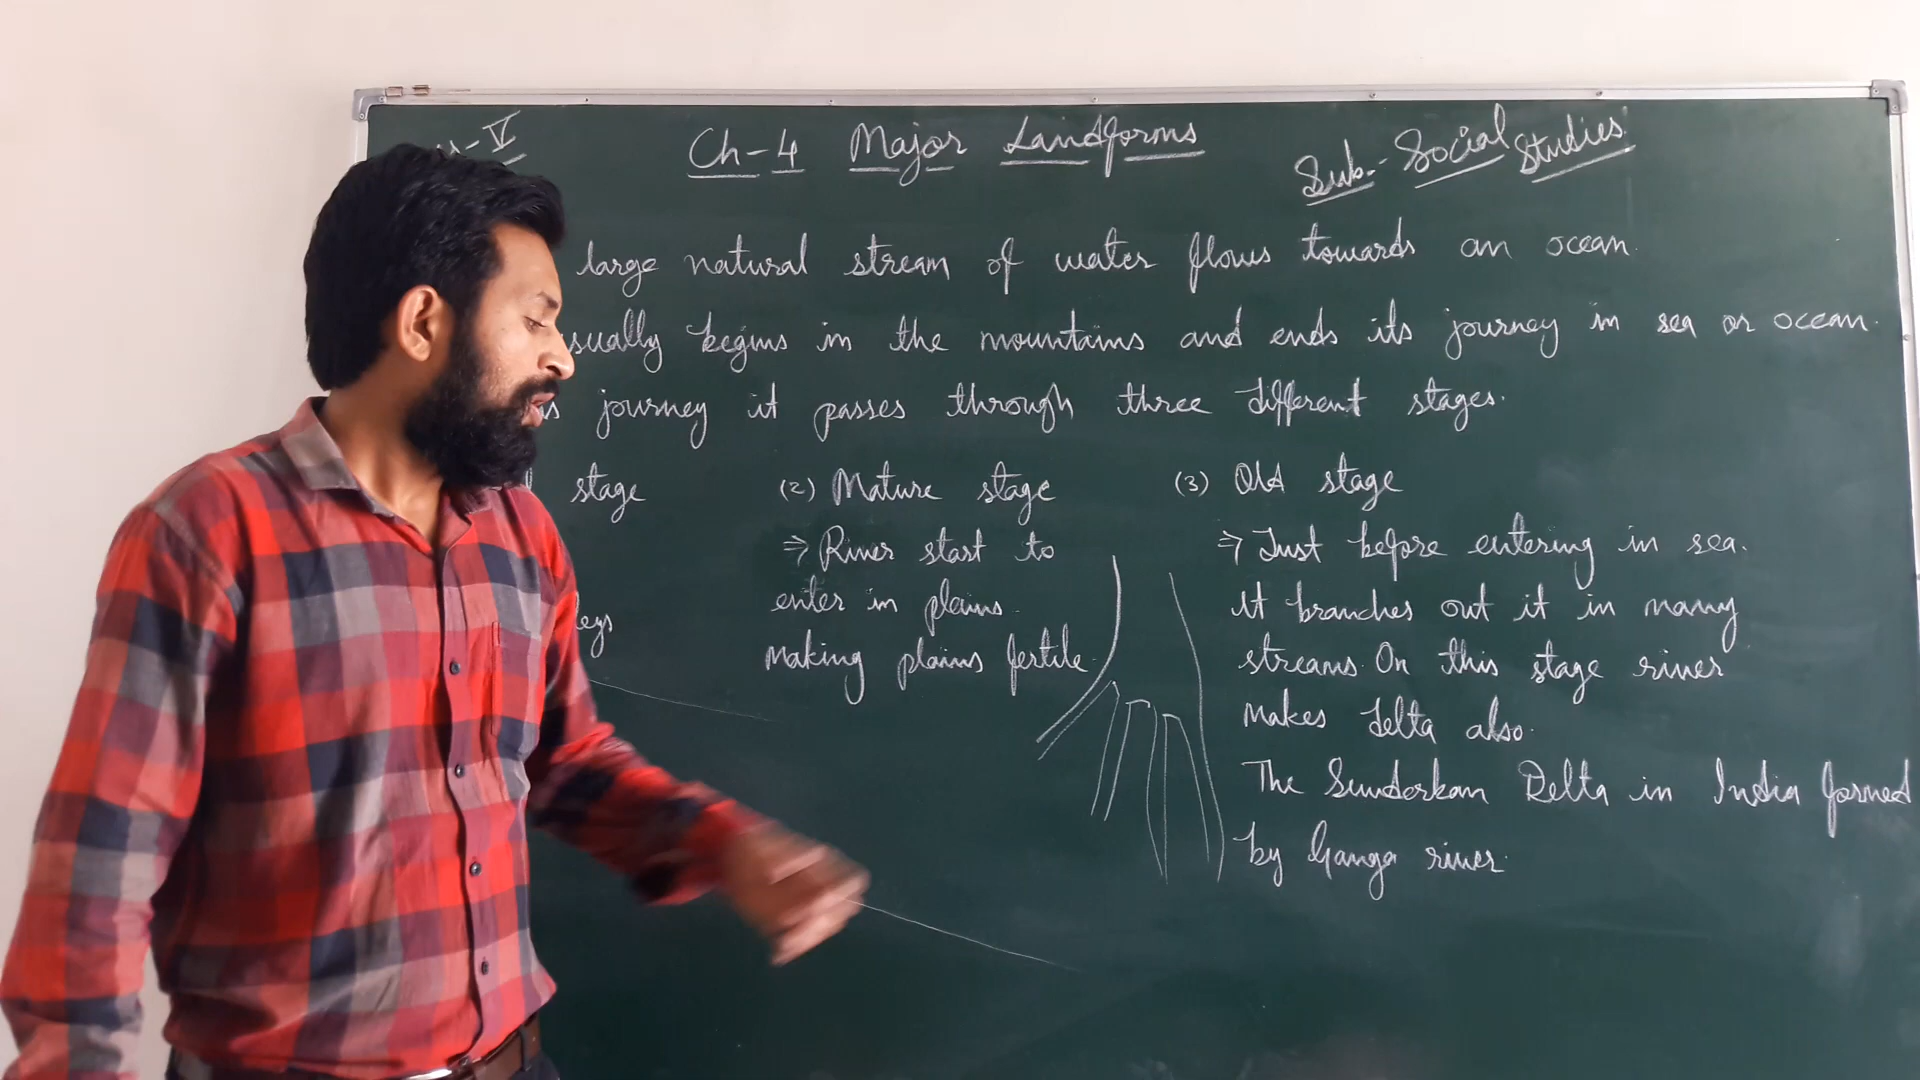 V
Ch-4 Major Landforms
Sub.- Social Studies
large natural stream of water flows towards an ocean.
sually begins in the mountains and ends its journey in sea or ocean.
s journey it passes through three different stages.
stage
leys
(2) Mature stage
⇒ River start to
enter in plains.
making plains fertile.
(3) Old stage
⇒ Just before entering in sea.
It branches out it in many
streams. On this stage river
makes delta also.
The Sunderban Delta in India formed
by Ganga river.